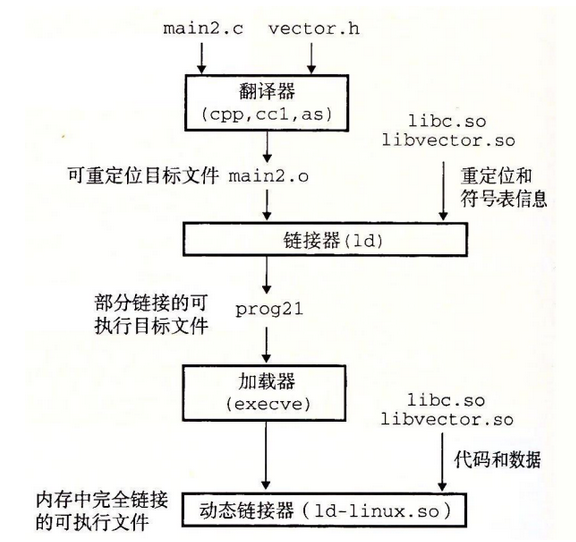 main2.c vector.h
翻译器
(cpp,cc1,as)
libc.so
libvector.so
可重定位目标文件 main2.o
重定位和
符号表信息
链接器(ld)
部分链接的可
执行目标文件
prog21
加载器
(execve)
libc.so
libvector.so
代码和数据
内存中完全链接
的可执行文件
动态链接器(ld-linux.so)